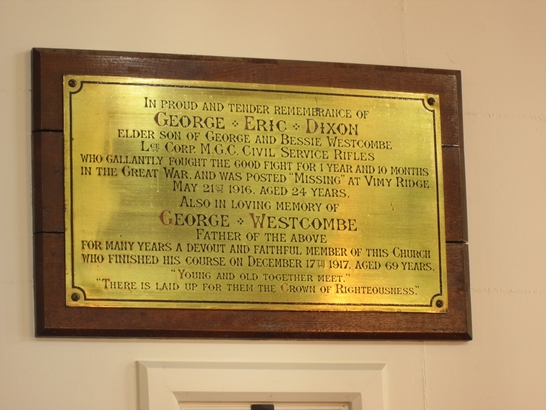 IN PROUD AND TENDER REMEMBRANCE OF
GEORGE · ERIC · DIXON
ELDER SON OF GEORGE AND BESSIE WESTCOMBE
LCE CORP. M.G.C. CIVIL SERVICE RIFLES
WHO GALLANTLY FOUGHT THE GOOD FIGHT FOR 1 YEAR AND 10 MONTHS
IN THE GREAT WAR, AND WAS POSTED "MISSING" AT VIMY RIDGE
MAY 21ST 1916. AGED 24 YEARS.
ALSO IN LOVING MEMORY OF
GEORGE · WESTCOMBE
FATHER OF THE ABOVE
FOR MANY YEARS A DEVOUT AND FAITHFUL MEMBER OF THIS CHURCH
WHO FINISHED HIS COURSE ON DECEMBER 17TH 1917. AGED 69 YEARS.
"YOUNG AND OLD TOGETHER MEET."
"THERE IS LAID UP FOR THEM THE CROWN OF RIGHTEOUSNESS."